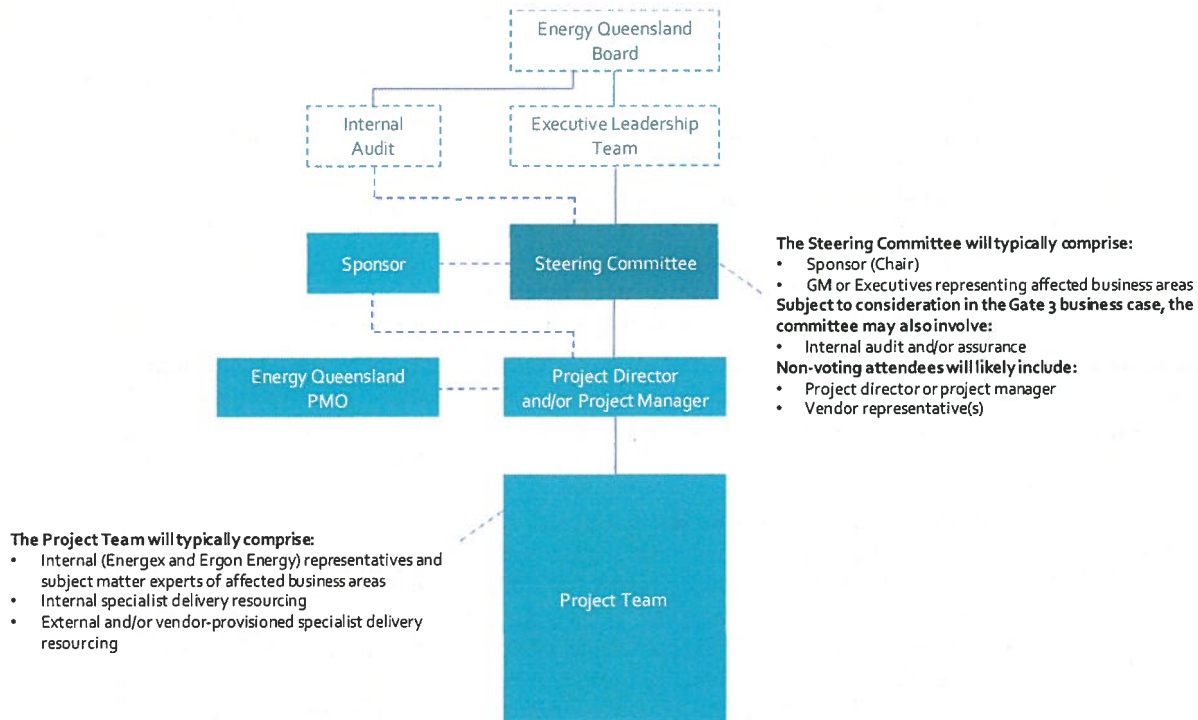 Energy Queensland
Board
Internal
Audit
Executive Leadership
Team
Sponsor
Steering Committee
The Steering Committee will typically comprise:
• Sponsor (Chair)
• GM or Executives representing affected business areas
Subject to consideration in the Gate 3 business case, the
committee may also involve:
• Internal audit and/or assurance
Non-voting attendees will likely include:
• Project director or project manager
• Vendor representative(s)
Energy Queensland
PMO
Project Director
and/or Project Manager
The Project Team will typically comprise:
• Internal (Energex and Ergon Energy) representatives and
subject matter experts of affected business areas
• Internal specialist delivery resourcing
• External and/or vendor-provisioned specialist delivery
resourcing
Project Team